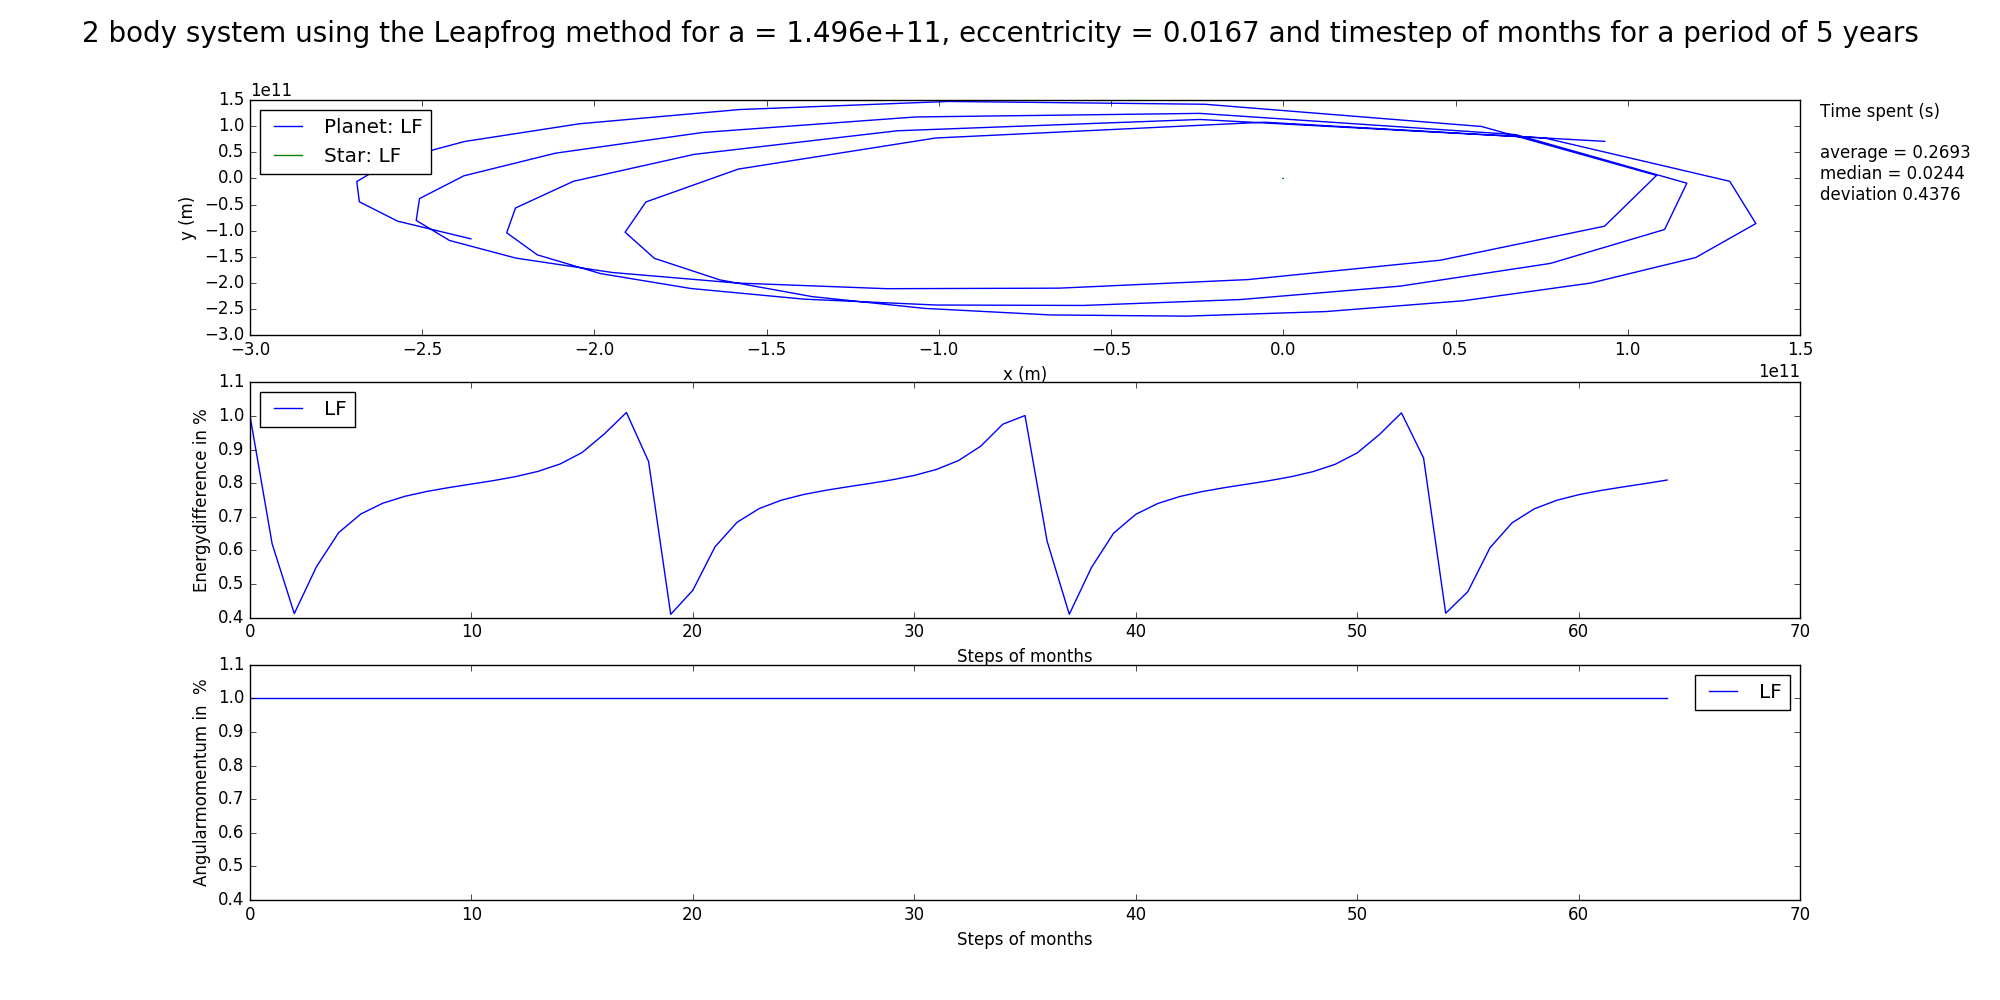 2 body system using the Leapfrog method for a = 1.496e+11, eccentricity = 0.0167 and timestep of months for a period of 5 years
1e11
1.5
1.0
0.5
0.0
−0.5
−1.0
−1.5
−2.0
−2.5
−3.0
y (m)
Planet: LF
Star: LF
Time spent (s)
average = 0.2693
median = 0.0244
deviation 0.4376
−3.0 −2.5 −2.0 −1.5 −1.0 −0.5 0.0 0.5 1.0 1.5
x (m)
1e11
1.1
1.0
0.9
0.8
0.7
0.6
0.5
0.4
Energydifference in %
LF
0 10 20 30 40 50 60 70
Steps of months
1.1
1.0
0.9
0.8
0.7
0.6
0.5
0.4
Angularmomentum in %
LF
0 10 20 30 40 50 60 70
Steps of months